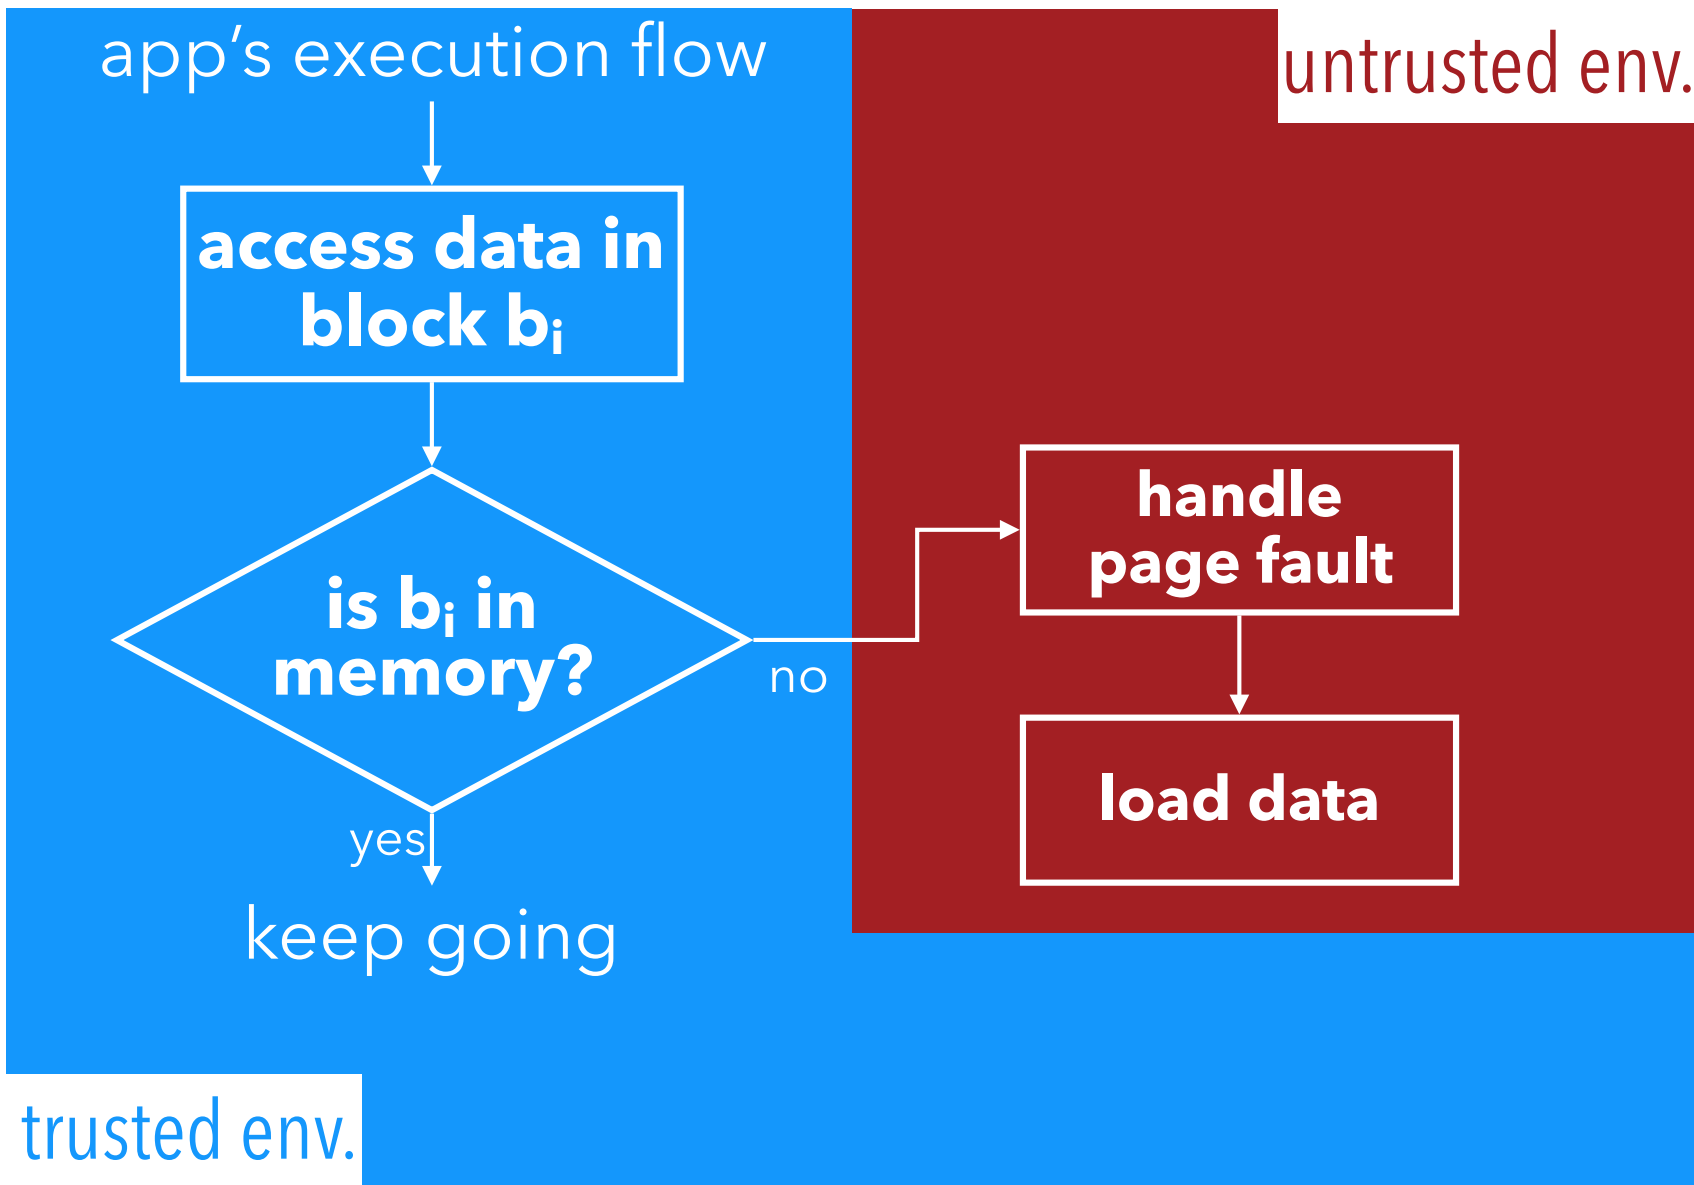 app’s execution flow
untrusted env.
access data in
block bᵢ
is bᵢ in
memory?
no
yes
keep going
handle
page fault
load data
trusted env.